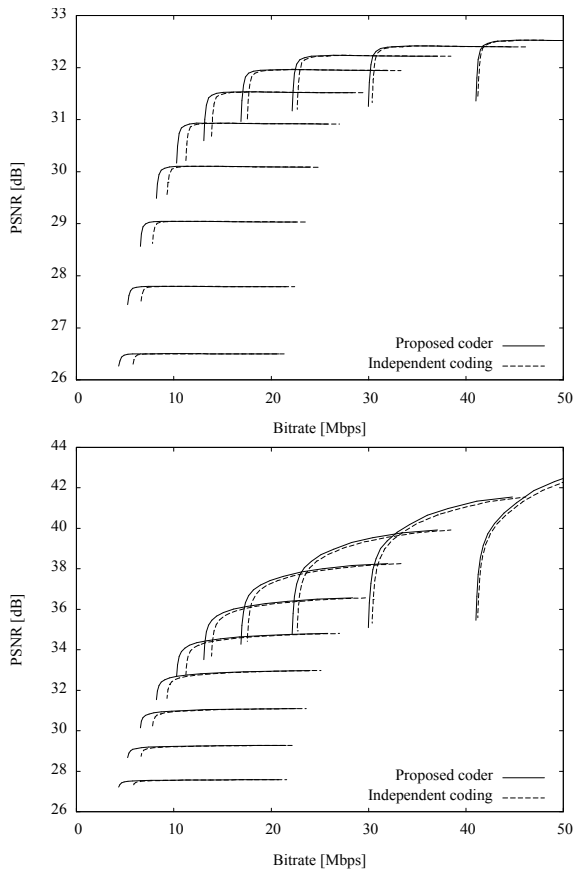 33
32
31
30
29
28
27
26
PSNR [dB]
Proposed coder
Independent coding
0 10 20 30 40 50
Bitrate [Mbps]
44
42
40
38
36
34
32
30
28
26
PSNR [dB]
Proposed coder
Independent coding
0 10 20 30 40 50
Bitrate [Mbps]